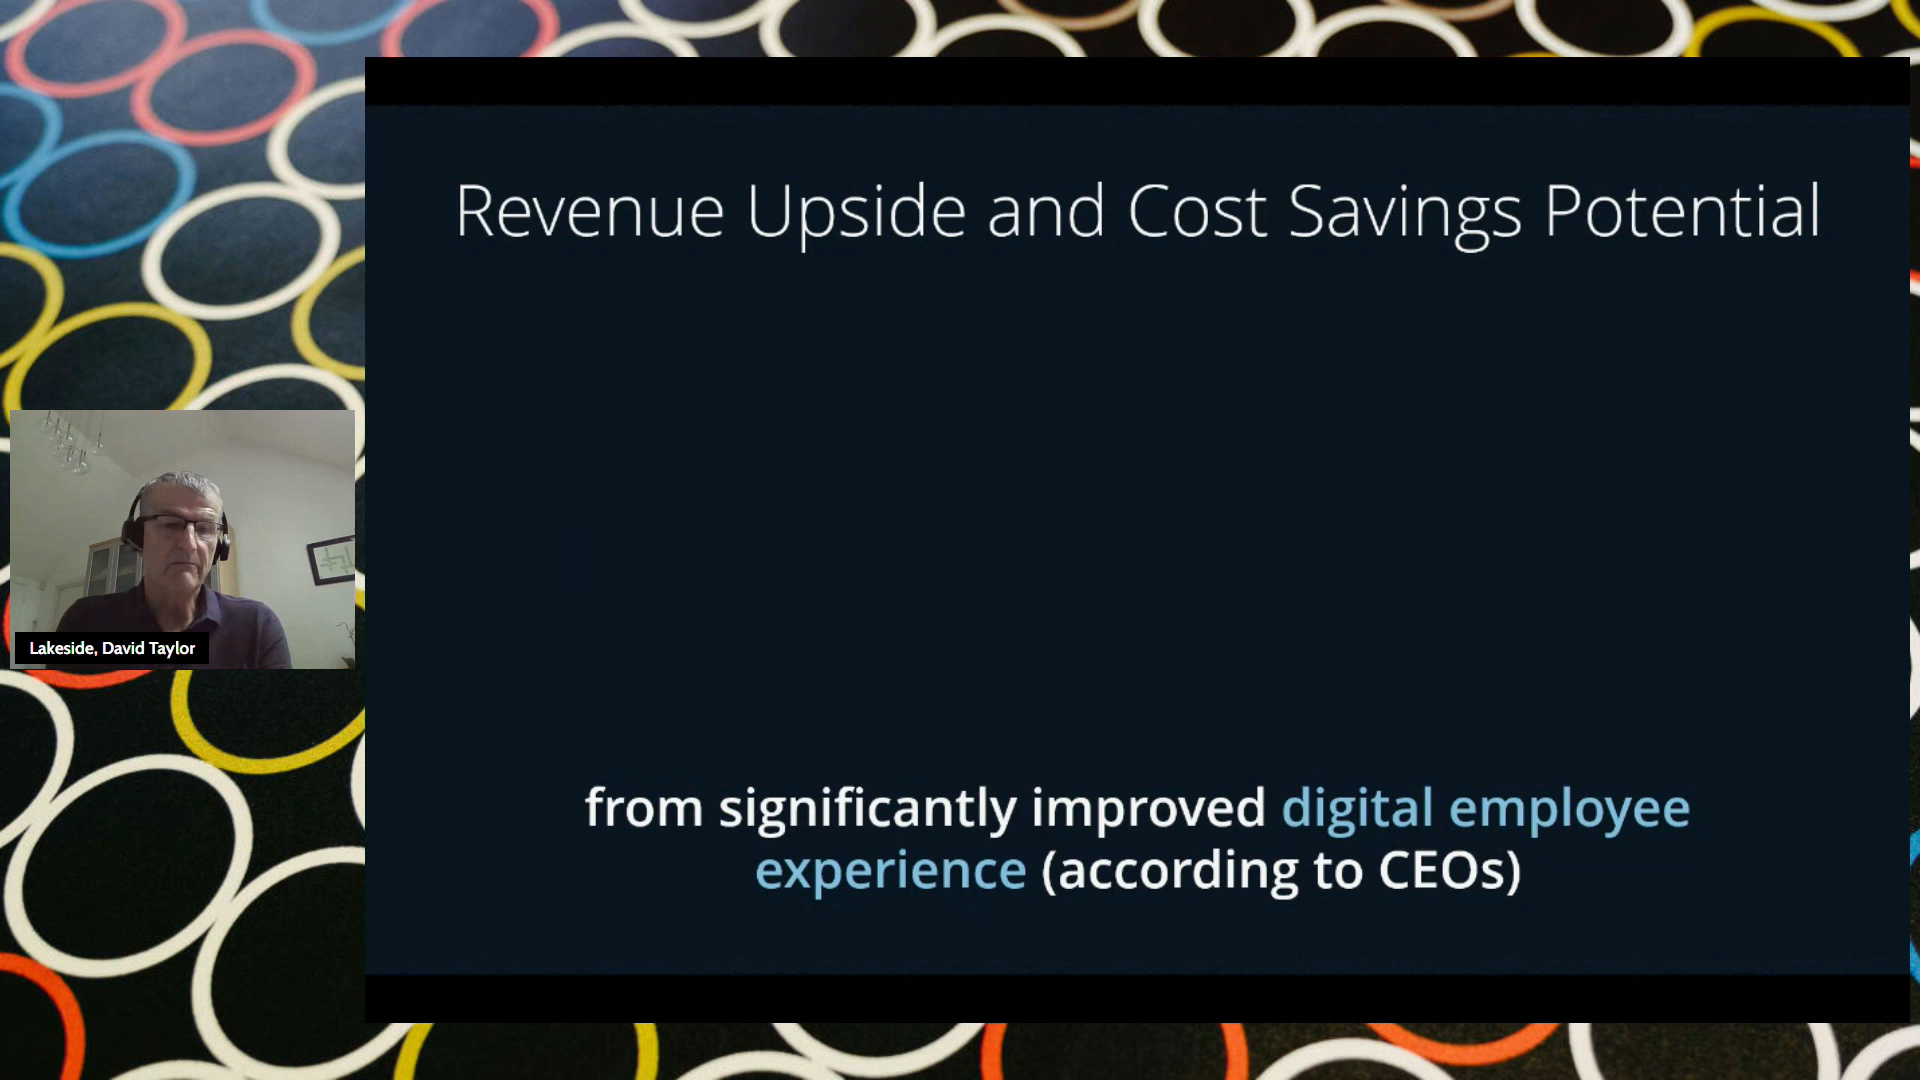 Revenue Upside and Cost Savings Potential
Lakeside, David Taylor
from significantly improved digital employee
experience (according to CEOs)